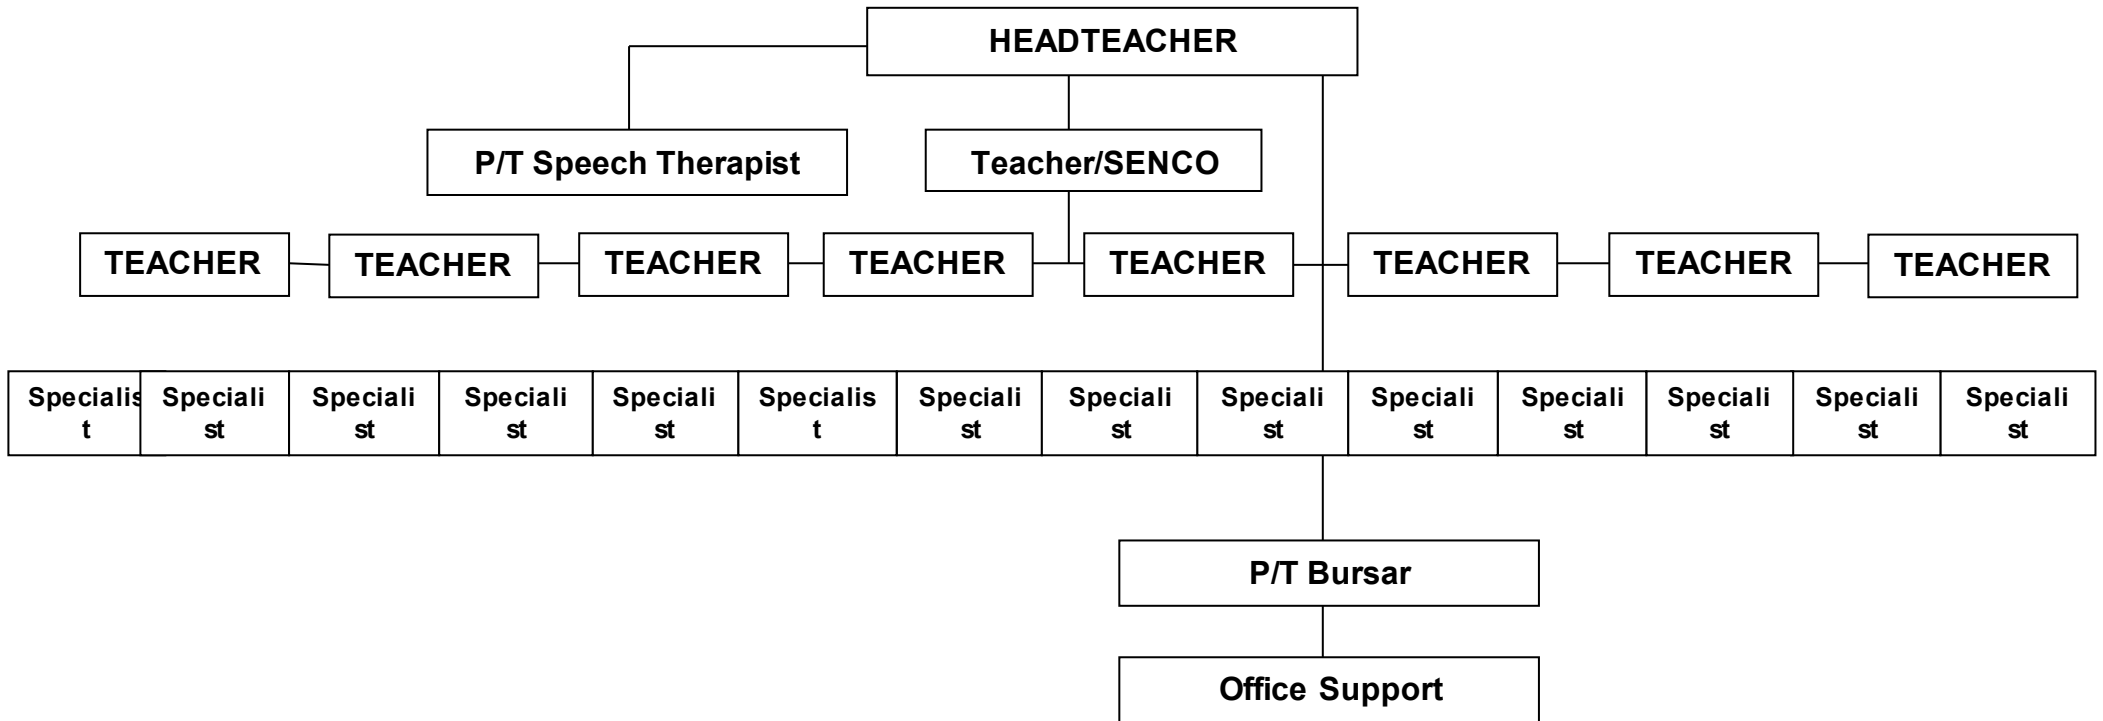 HEADTEACHER
P/T Speech Therapist
Teacher/SENCO
TEACHER
TEACHER
TEACHER
TEACHER
TEACHER
TEACHER
TEACHER
TEACHER
Specialis
t
Speciali
st
Speciali
st
Speciali
st
Speciali
st
Specialis
t
Speciali
st
Speciali
st
Speciali
st
Speciali
st
Speciali
st
Speciali
st
Speciali
st
Speciali
st
P/T Bursar
Office Support